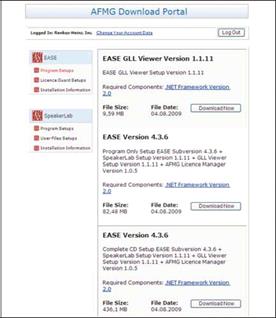 AFMG Download Portal
Logged In: Renkus-Heinz, Inc. Change Your Account Data Log Out
EASE
Program Setups
Licence Guard Setups
Installation Information
SpeakerLab
Program Setups
User Files Setups
Installation Information
EASE GLL Viewer Version 1.1.11
EASE GLL Viewer Setup Version 1.1.11
Required Components: .NET Framework Version
2.0
File Size: File Date: Download Now
9,59 MB 04.08.2009
EASE Version 4.3.6
Program Only Setup EASE Subversion 4.3.6 +
SpeakerLab Setup Version 1.1.11 + GLL Viewer
Setup Version 1.1.11 + AFMG Licence Manager
Version 1.0.5
Required Components: .NET Framework Version
2.0
File Size: File Date: Download Now
82,48 MB 04.08.2009
EASE Version 4.3.6
Complete CD Setup EASE Subversion 4.3.6 +
SpeakerLab Setup Version 1.1.11 + GLL Viewer
Setup Version 1.1.11 + AFMG Licence Manager
Version 1.0.5
Required Components: .NET Framework Version
2.0
File Size: File Date: Download Now
436,1 MB 04.08.2009